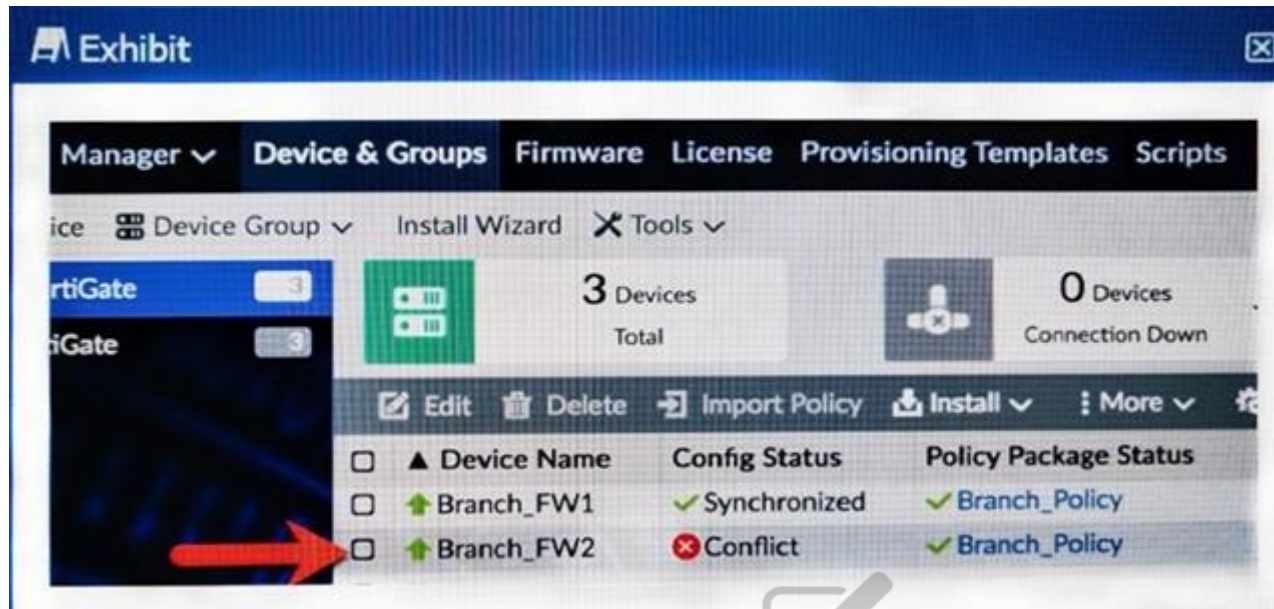 Exhibit
Manager Device & Groups Firmware License Provisioning Templates Scripts
ice Device Group Install Wizard Tools
rtiGate 3
3 Devices
Total
0 Devices
Connection Down
iGate 3
Edit Delete Import Policy Install More
Device Name Config Status Policy Package Status
Branch_FW1 Synchronized Branch_Policy
Branch_FW2 Conflict Branch_Policy